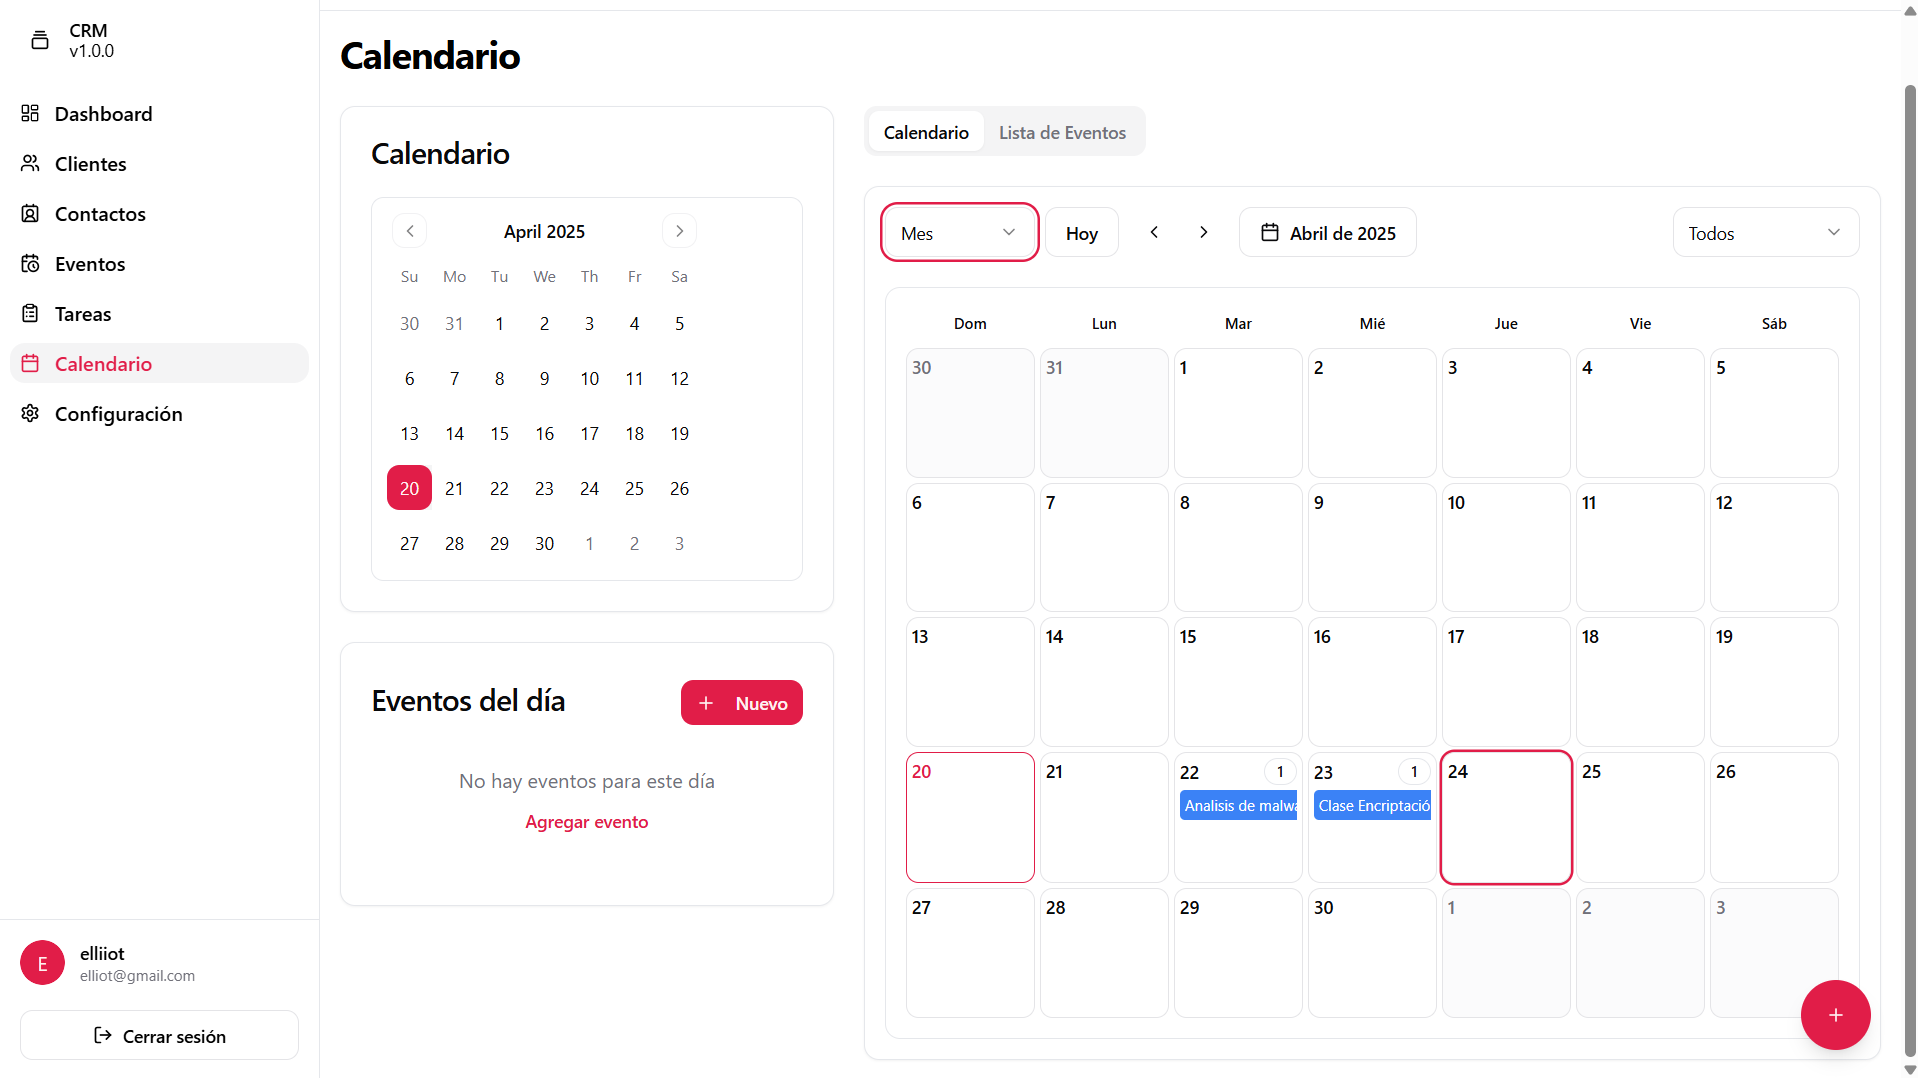 CRM
v1.0.0
Dashboard
Clientes
Contactos
Eventos
Tareas
Calendario
Configuración
elliiot
E
elliot@gmail.com
Cerrar sesión
Calendario
Calendario
April 2025
Su Mo Tu We Th Fr Sa
30 31 1 2 3 4 5
6 7 8 9 10 11 12
13 14 15 16 17 18 19
20 21 22 23 24 25 26
27 28 29 30 1 2 3
Eventos del día
+ Nuevo
No hay eventos para este día
Agregar evento
Calendario Lista de Eventos
Mes Hoy Abril de 2025 Todos
Dom Lun Mar Mié Jue Vie Sáb
30 31 1 2 3 4 5
6 7 8 9 10 11 12
13 14 15 16 17 18 19
20 21 22 1 23 1 24 25 26
Analisis de malwa Clase Encriptació
27 28 29 30 1 2 3
+